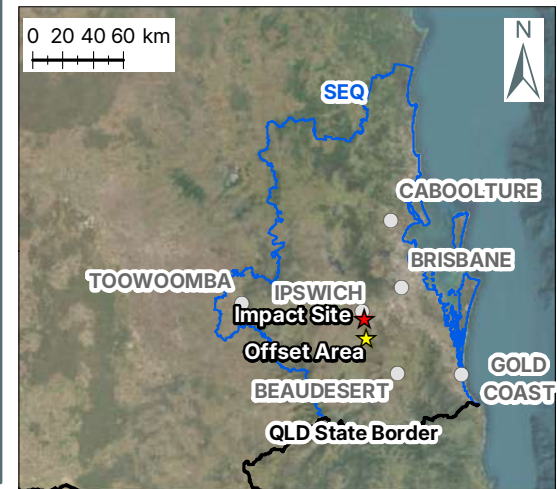 0 20 40 60 km
N
SEQ
CABOOLTURE
BRISBANE
TOOWOOMBA
IPSWICH
Impact Site
Offset Area
GOLD
COAST
BEAUDESERT
QLD State Border